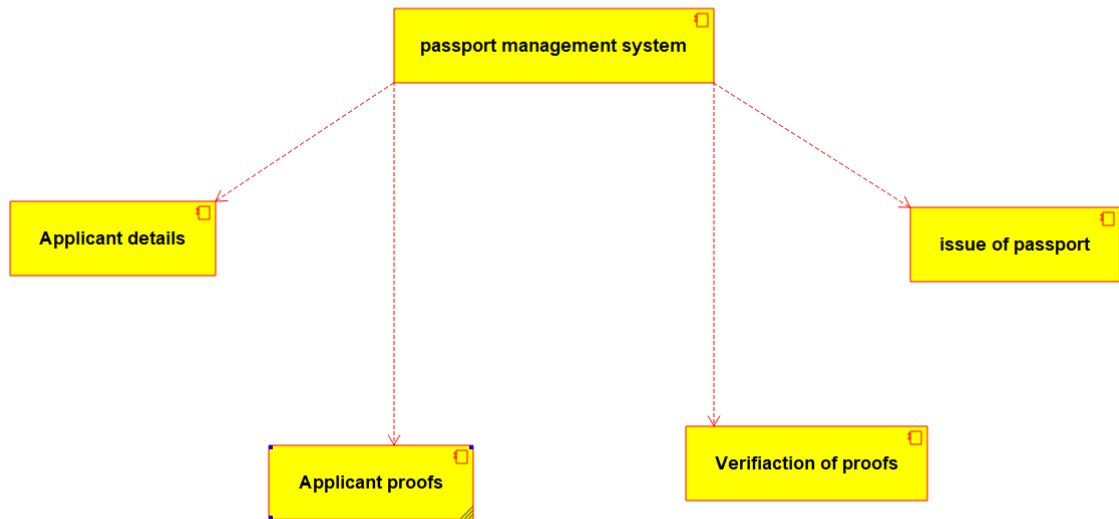 passport management system
Applicant details
issue of passport
Applicant proofs
Verifiaction of proofs